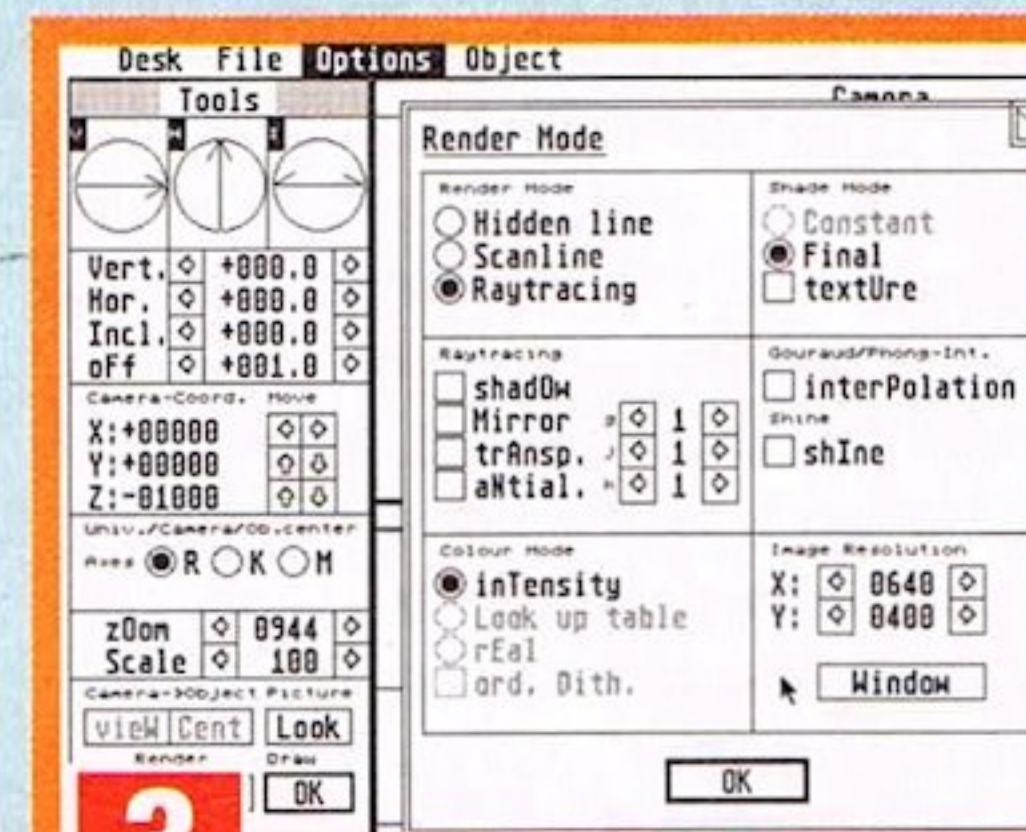 Desk File Options Object
Tools
Vert. +000.0
Hor. +000.0
Incl. +000.0
oFf +001.0
Camera-Coord. Move
X:+00000
Y:+00000
Z:-01000
Univ./Camera/Ob.center
Axes R K M
zOom 0944
Scale 100
Camera->Object Picture
vieW Cent Look
Render Draw
OK
2
Camera
Render Mode
Render Mode
Hidden line
Scanline
Raytracing
Shade Mode
Constant
Final
textUre
Raytracing
shadOw
Mirror 1
trAnsp. 1
aNtial. 1
Gouraud/Phong-Int.
interPolation
Shine
shIne
Colour Mode
inTensity
Look up table
rEal
ord. Dith.
Image Resolution
X: 0640
Y: 0400
Window
OK